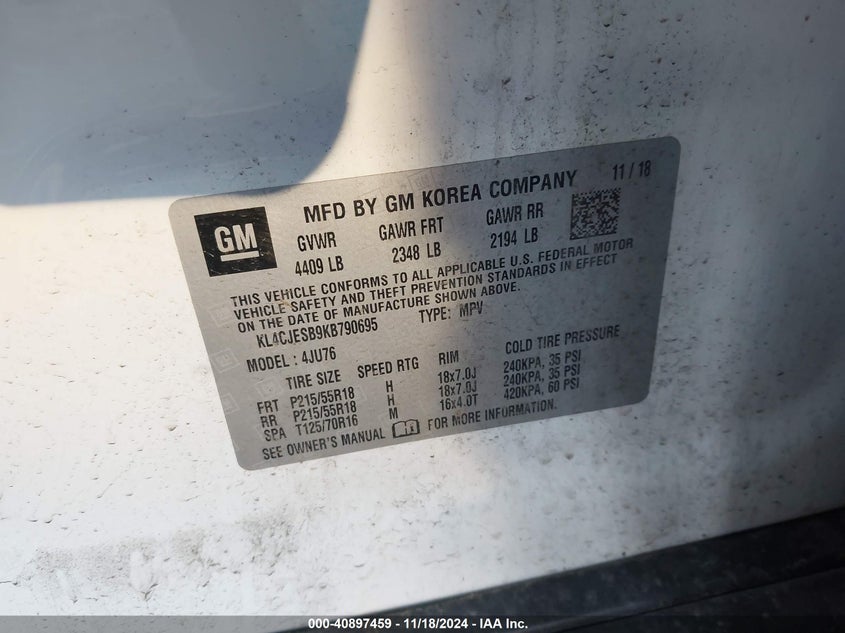 MFD BY GM KOREA COMPANY 11 / 18
GM
GVWR GAWR FRT GAWR RR
4409 LB 2348 LB 2194 LB
THIS VEHICLE CONFORMS TO ALL APPLICABLE U.S. FEDERAL MOTOR
VEHICLE SAFETY AND THEFT PREVENTION STANDARDS IN EFFECT
ON THE DATE OF MANUFACTURE SHOWN ABOVE.
KL4CJESB9KB790695 TYPE: MPV
MODEL: 4JU76
TIRE SIZE SPEED RTG RIM COLD TIRE PRESSURE
FRT P215/55R18 H 18x7.0J 240KPA, 35 PSI
RR P215/55R18 H 18x7.0J 240KPA, 35 PSI
SPA T125/70R16 M 16x4.0T 420KPA, 60 PSI
SEE OWNER'S MANUAL FOR MORE INFORMATION.
000-40897459 - 11/18/2024 - IAA Inc.